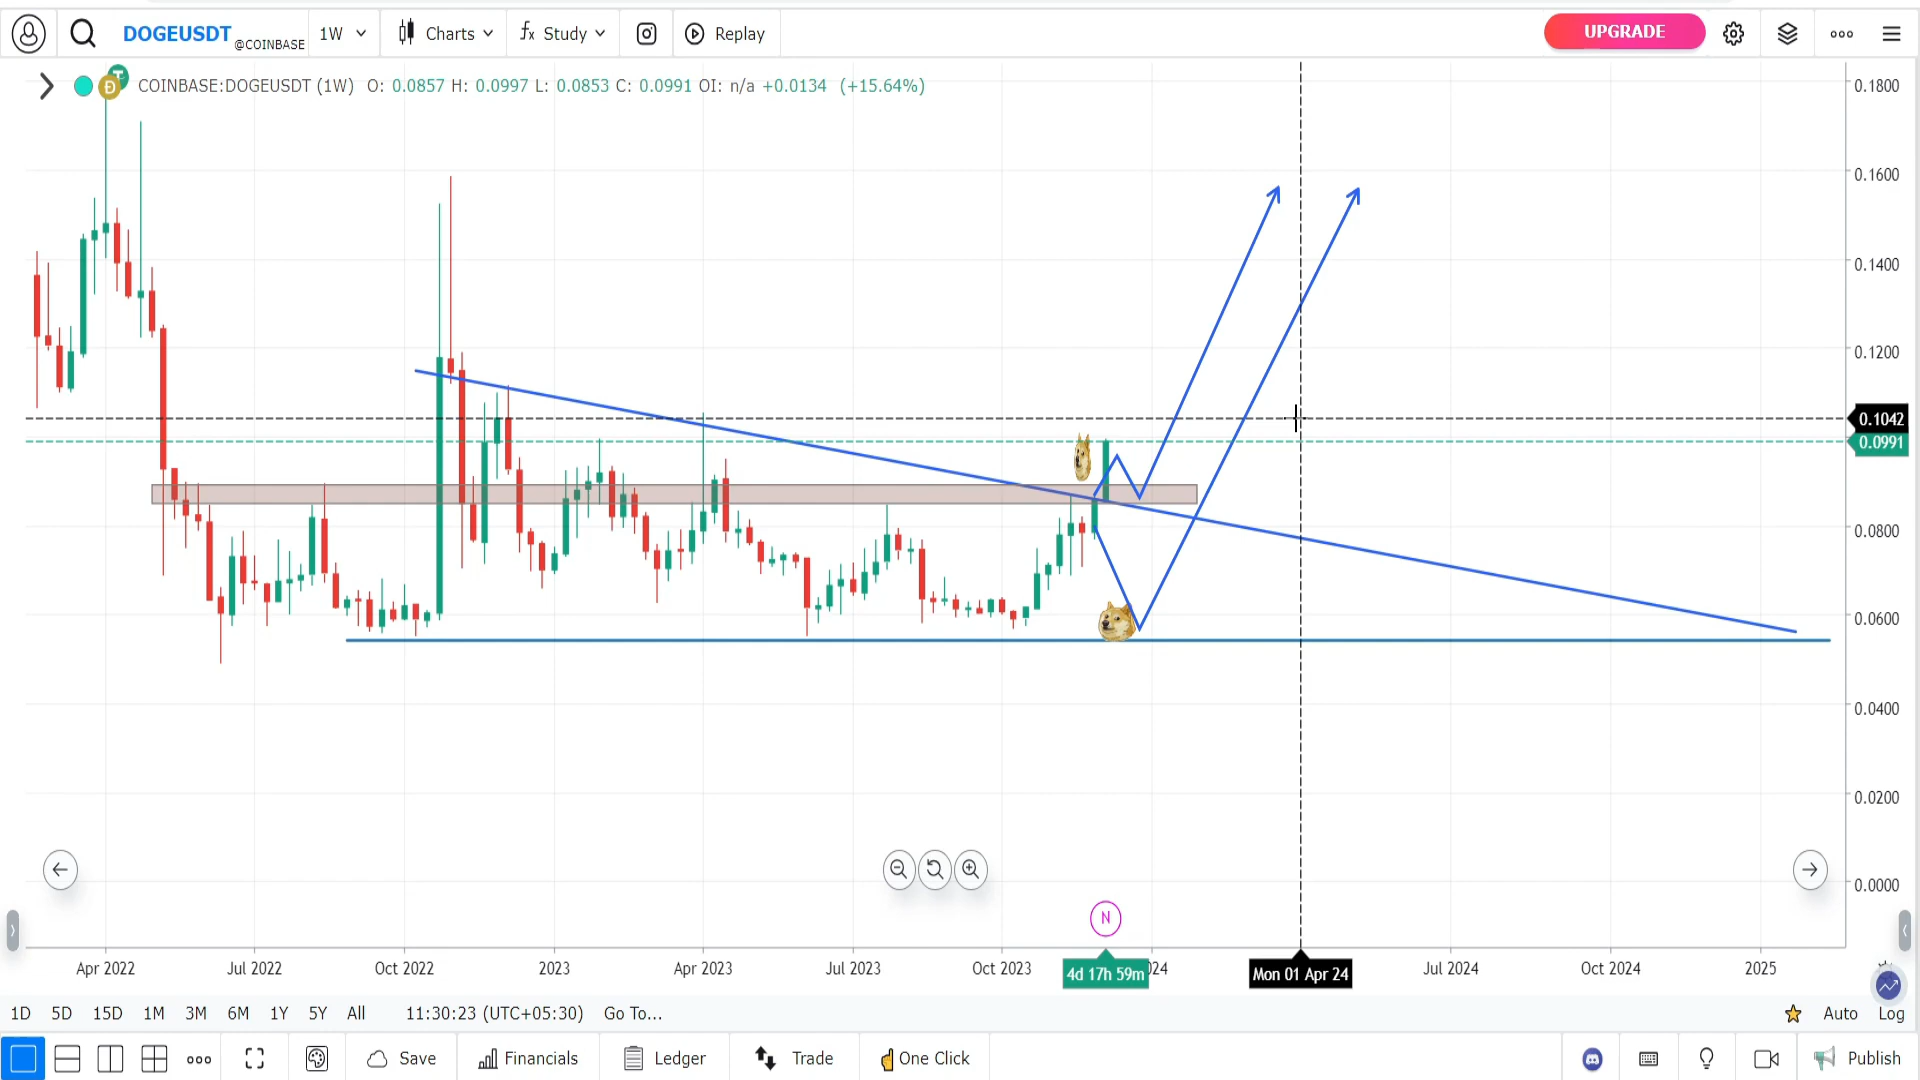 DOGEUSDT @COINBASE 1W Charts fx Study Replay UPGRADE
COINBASE:DOGEUSDT (1W) O: 0.0857 H: 0.0997 L: 0.0853 C: 0.0991 OI: n/a +0.0134 (+15.64%)
0.1800
0.1600
0.1400
0.1200
0.1042
0.0991
0.0800
0.0600
0.0400
0.0200
0.0000
N
Apr 2022 Jul 2022 Oct 2022 2023 Apr 2023 Jul 2023 Oct 2023 4d 17h 59m 24 Mon 01 Apr 24 Jul 2024 Oct 2024 2025
1D 5D 15D 1M 3M 6M 1Y 5Y All 11:30:23 (UTC+05:30) Go To... Auto Log
Save Financials Ledger Trade One Click Publish